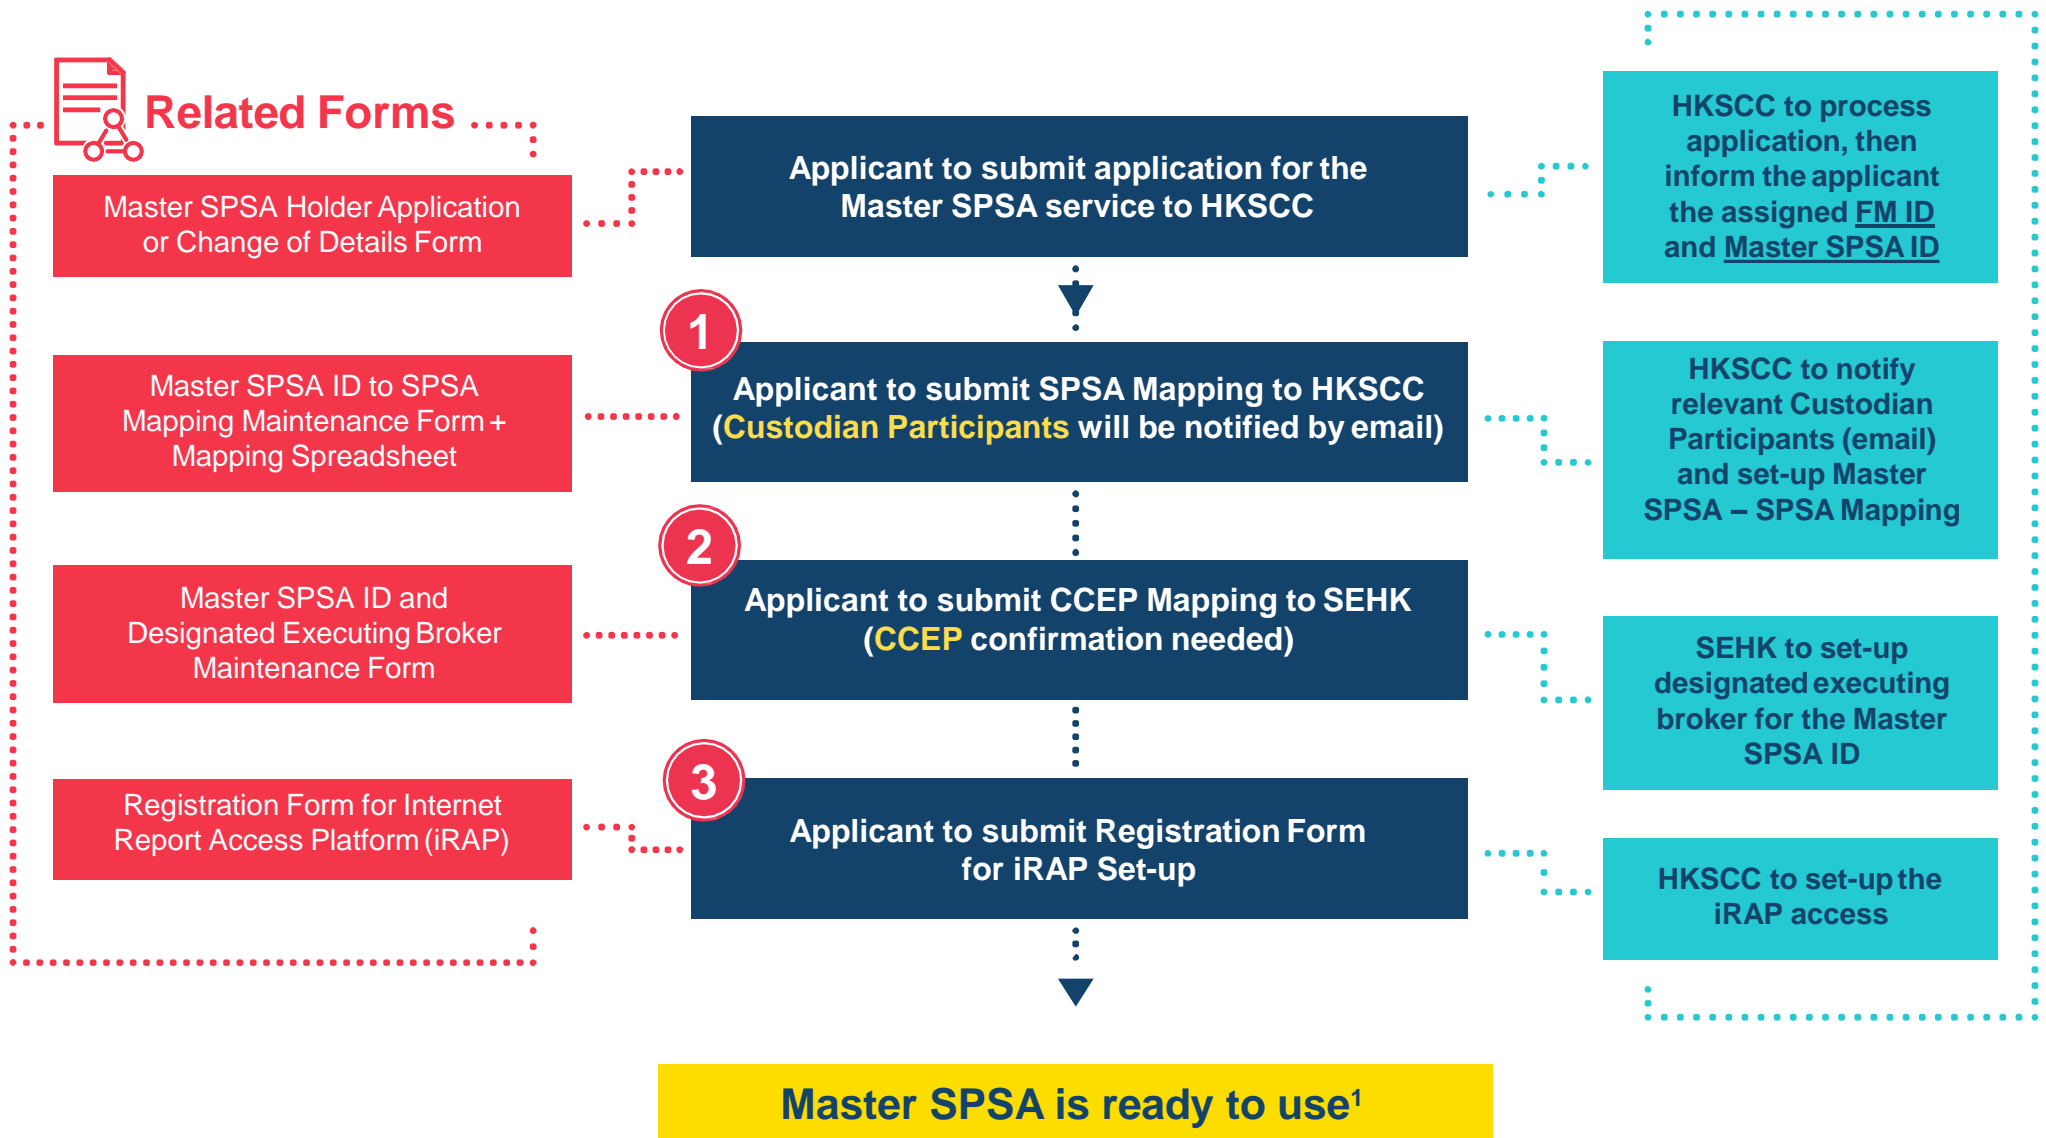 Related Forms
Master SPSA Holder Application
or Change of Details Form
Applicant to submit application for the
Master SPSA service to HKSCC
HKSCC to process
application, then
inform the applicant
the assigned FM ID
and Master SPSA ID
Master SPSA ID to SPSA
Mapping Maintenance Form +
Mapping Spreadsheet
1
Applicant to submit SPSA Mapping to HKSCC
(Custodian Participants will be notified by email)
HKSCC to notify
relevant Custodian
Participants (email)
and set-up Master
SPSA – SPSA Mapping
Master SPSA ID and
Designated Executing Broker
Maintenance Form
2
Applicant to submit CCEP Mapping to SEHK
(CCEP confirmation needed)
SEHK to set-up
designated executing
broker for the Master
SPSA ID
Registration Form for Internet
Report Access Platform (iRAP)
3
Applicant to submit Registration Form
for iRAP Set-up
HKSCC to set-up the
iRAP access
Master SPSA is ready to use¹